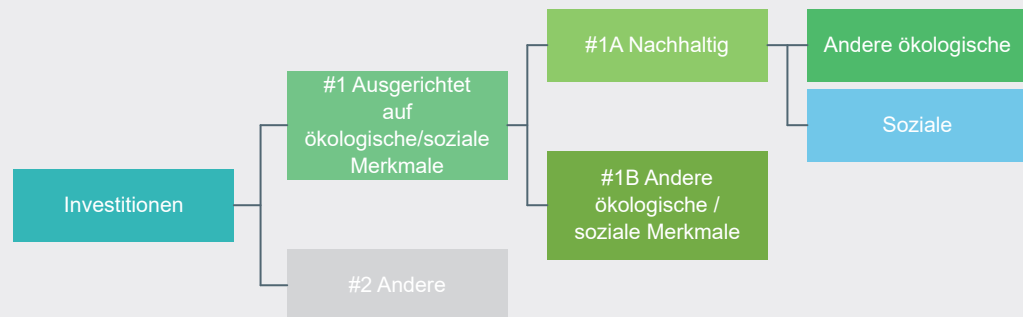 Investitionen
#1 Ausgerichtet
auf
ökologische/soziale
Merkmale
#2 Andere
#1A Nachhaltig
#1B Andere
ökologische /
soziale Merkmale
Andere ökologische
Soziale